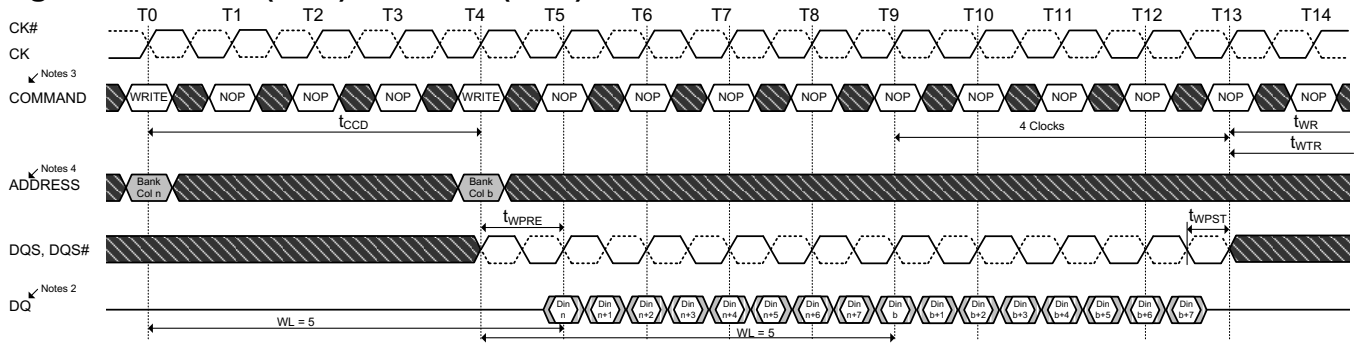 T0 T1 T2 T3 T4 T5 T6 T7 T8 T9 T10 T11 T12 T13 T14
CK#
CK
Notes 3
COMMAND WRITE NOP NOP NOP WRITE NOP NOP NOP NOP NOP NOP NOP NOP NOP NOP
tCCD 4 Clocks tWR
tWTR
Notes 4
ADDRESS
Bank
Col n
Bank
Col b
tWPRE tWPST
DQS, DQS#
Notes 2
DQ
Din
n
Din
n+1
Din
n+2
Din
n+3
Din
n+4
Din
n+5
Din
n+6
Din
n+7
Din
b
Din
b+1
Din
b+2
Din
b+3
Din
b+4
Din
b+5
Din
b+6
Din
b+7
WL = 5
WL = 5